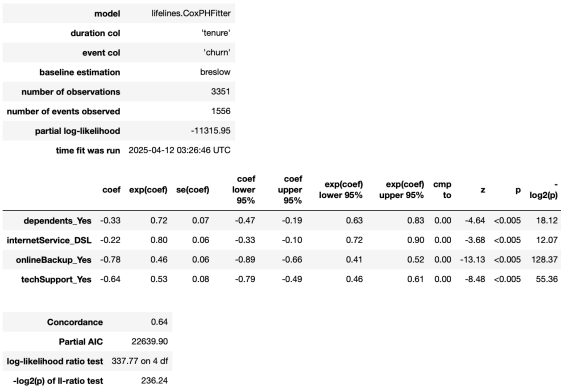 model lifelines.CoxPHFitter
duration col 'tenure'
event col 'churn'
baseline estimation breslow
number of observations 3351
number of events observed 1556
partial log-likelihood -11315.95
time fit was run 2025-04-12 03:26:46 UTC
coef exp(coef) se(coef) coef lower 95% coef upper 95% exp(coef) lower 95% exp(coef) upper 95% cmp to z p -log2(p)
dependents_Yes -0.33 0.72 0.07 -0.47 -0.19 0.63 0.83 0.00 -4.64 <0.005 18.12
internetService_DSL -0.22 0.80 0.06 -0.33 -0.10 0.72 0.90 0.00 -3.68 <0.005 12.07
onlineBackup_Yes -0.78 0.46 0.06 -0.89 -0.66 0.41 0.52 0.00 -13.13 <0.005 128.37
techSupport_Yes -0.64 0.53 0.08 -0.79 -0.49 0.46 0.61 0.00 -8.48 <0.005 55.36
Concordance 0.64
Partial AIC 22639.90
log-likelihood ratio test 337.77 on 4 df
-log2(p) of ll-ratio test 236.24